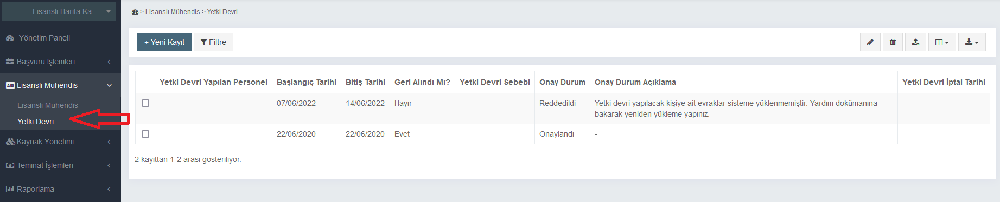 Lisanslı Harita Ka...
Yönetim Paneli
Başvuru İşlemleri
Lisanslı Mühendis
Lisanslı Mühendis
Yetki Devri
Kaynak Yönetimi
Teminat İşlemleri
Raporlama
> Lisanslı Mühendis > Yetki Devri
+ Yeni Kayıt Filtre
Yetki Devri Yapılan Personel Başlangıç Tarihi Bitiş Tarihi Geri Alındı Mı? Yetki Devri Sebebi Onay Durum Onay Durum Açıklama Yetki Devri İptal Tarihi
07/06/2022 14/06/2022 Hayır Reddedildi Yetki devri yapılacak kişiye ait evraklar sisteme yüklenmemiştir. Yardım dokümanına
bakarak yeniden yükleme yapınız.
22/06/2020 22/06/2020 Evet Onaylandı -
2 kayıttan 1-2 arası gösteriliyor.